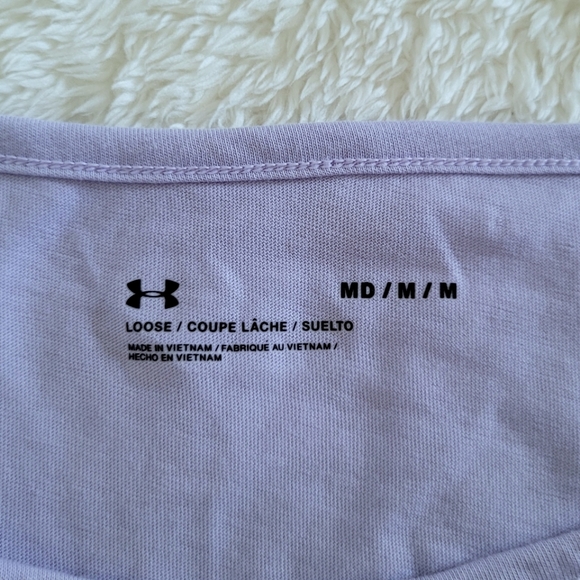 MD / M / M
LOOSE / COUPE LÂCHE / SUELTO
MADE IN VIETNAM / FABRIQUE AU VIETNAM /
HECHO EN VIETNAM